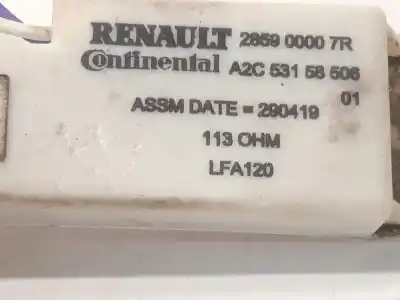 RENAULT 2859 0000 7R
Continental A2C 531 58 506
01
ASSM DATE = 290419
113 OHM
LFA120